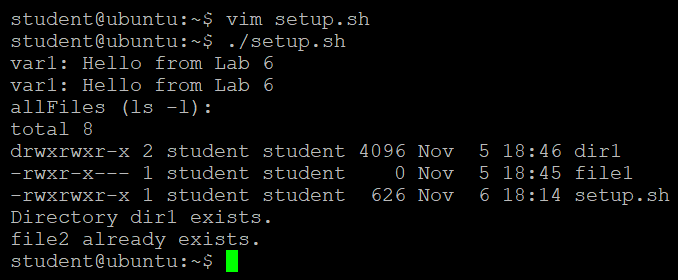 student@ubuntu:~$ vim setup.sh
student@ubuntu:~$ ./setup.sh
var1: Hello from Lab 6
var1: Hello from Lab 6
allFiles (ls -l):
total 8
drwxrwxr-x 2 student student 4096 Nov  5 18:46 dir1
-rwxr-x--- 1 student student    0 Nov  5 18:45 file1
-rwxrwxr-x 1 student student  626 Nov  6 18:14 setup.sh
Directory dir1 exists.
file2 already exists.
student@ubuntu:~$